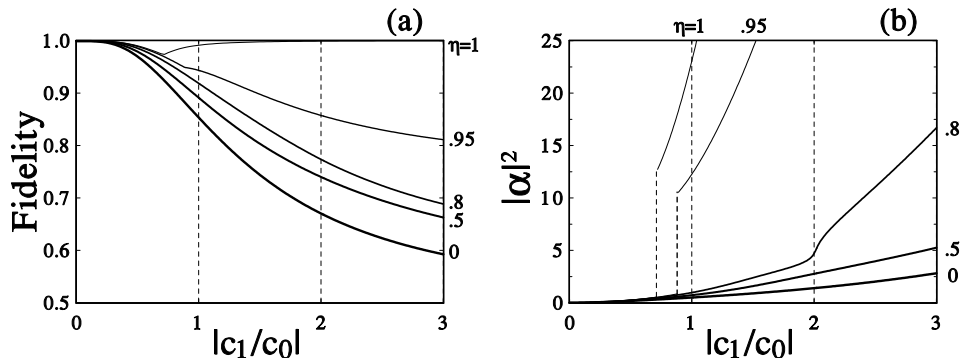 (a)
1.0
0.9
0.8
0.7
0.6
0.5
Fidelity
η=1
.95
.8
.5
0
0 1 2 3
|c₁/c₀|
(b)
η=1 .95
25
20
15
10
5
0
|α|²
.8
.5
0
0 1 2 3
|c₁/c₀|